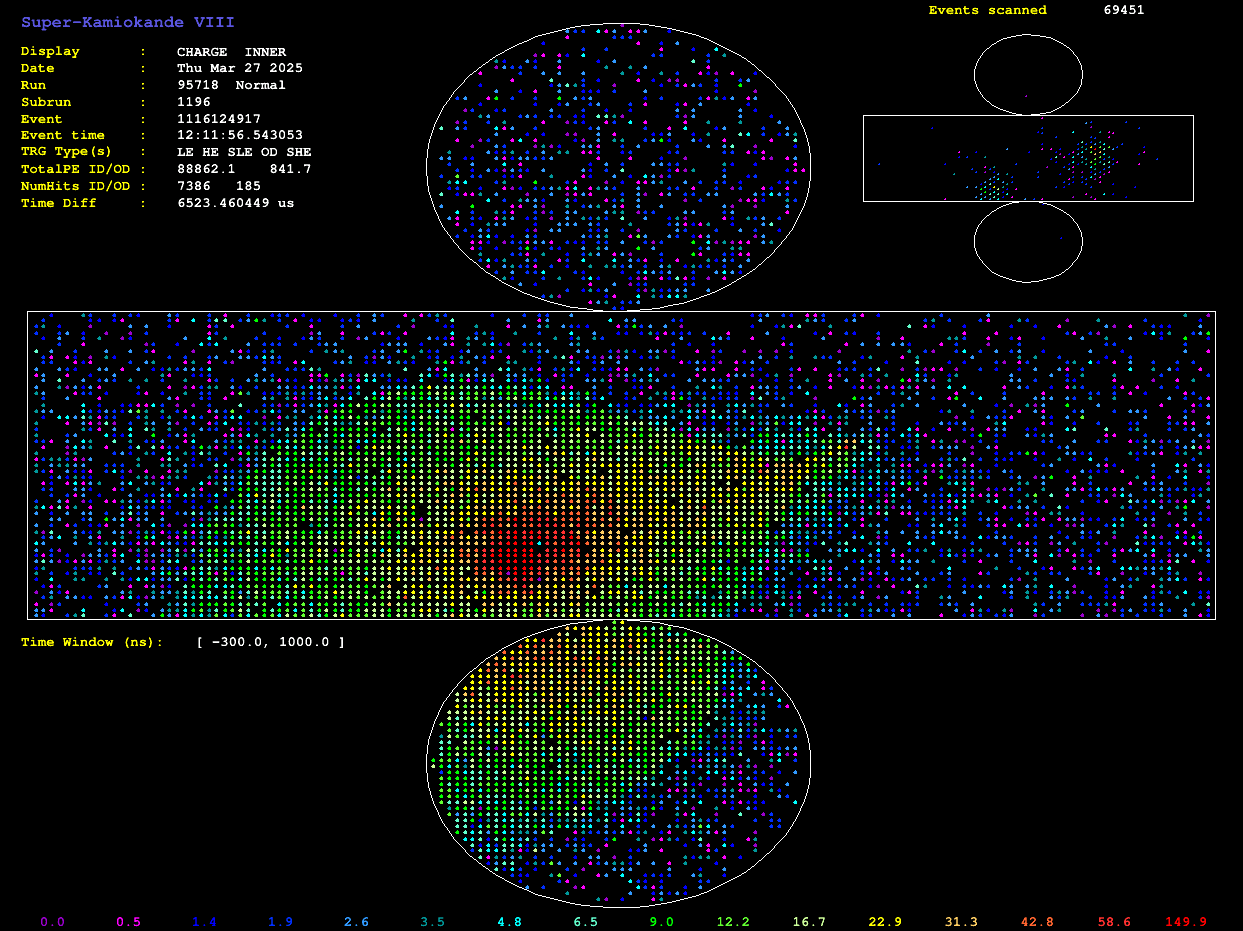 Super-Kamiokande VIII
Events scanned 69451
Display : CHARGE INNER
Date : Thu Mar 27 2025
Run : 95718 Normal
Subrun : 1196
Event : 1116124917
Event time : 12:11:56.543053
TRG Type(s) : LE HE SLE OD SHE
TotalPE ID/OD : 88862.1 841.7
NumHits ID/OD : 7386 185
Time Diff : 6523.460449 us
Time Window (ns): [ -300.0, 1000.0 ]
0.0 0.5 1.4 1.9 2.6 3.5 4.8 6.5 9.0 12.2 16.7 22.9 31.3 42.8 58.6 149.9